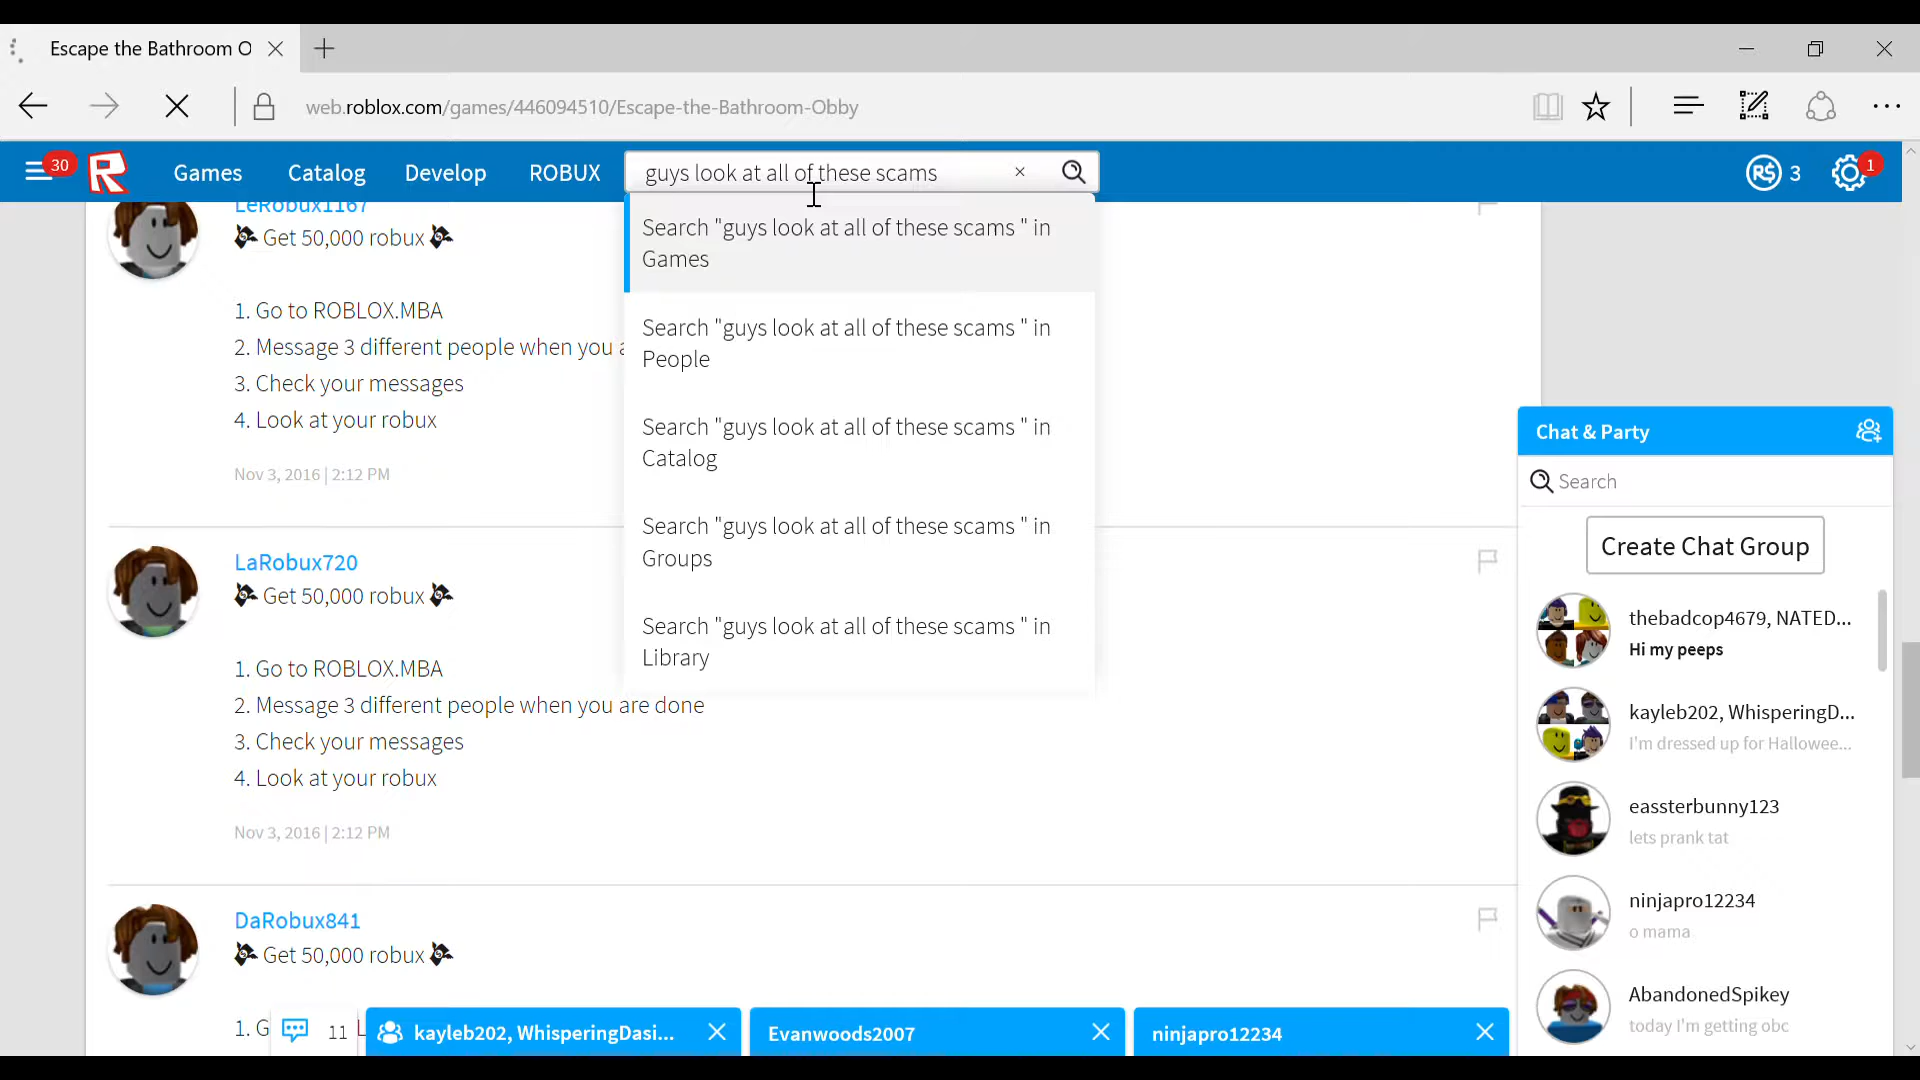 Escape the Bathroom O
web.roblox.com/games/446094510/Escape-the-Bathroom-Obby
30
Games
Catalog
Develop
ROBUX
guys look at all of these scams
R$ 3
1
Search "guys look at all of these scams " in
Games
Search "guys look at all of these scams " in
People
Search "guys look at all of these scams " in
Catalog
Search "guys look at all of these scams " in
Groups
Search "guys look at all of these scams " in
Library
LeRobux1167
Get 50,000 robux
1. Go to ROBLOX.MBA
2. Message 3 different people when you a
3. Check your messages
4. Look at your robux
Nov 3, 2016 | 2:12 PM
LaRobux720
Get 50,000 robux
1. Go to ROBLOX.MBA
2. Message 3 different people when you are done
3. Check your messages
4. Look at your robux
Nov 3, 2016 | 2:12 PM
DaRobux841
Get 50,000 robux
1. G
Chat & Party
Search
Create Chat Group
thebadcop4679, NATED...
Hi my peeps
kayleb202, WhisperingD...
I'm dressed up for Hallowee...
eassterbunny123
lets prank tat
ninjapro12234
o mama
AbandonedSpikey
today I'm getting obc
11
kayleb202, WhisperingDasi...
Evanwoods2007
ninjapro12234